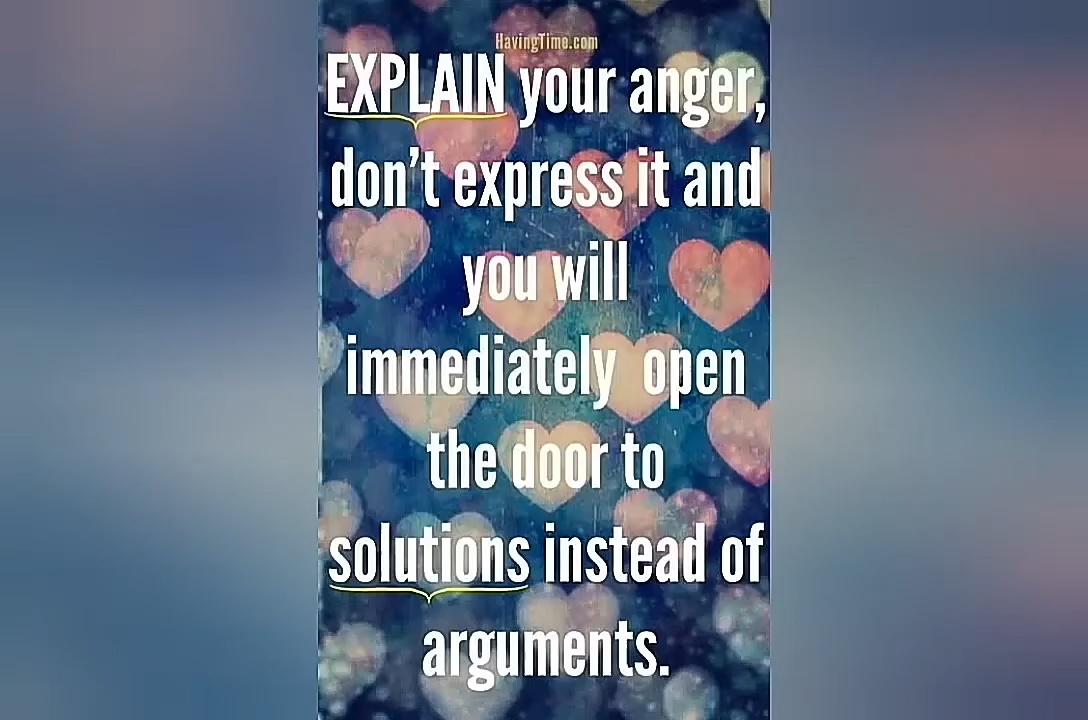 HavingTime.com
EXPLAIN your anger,
don't express it and
you will
immediately open
the door to
solutions instead of
arguments.